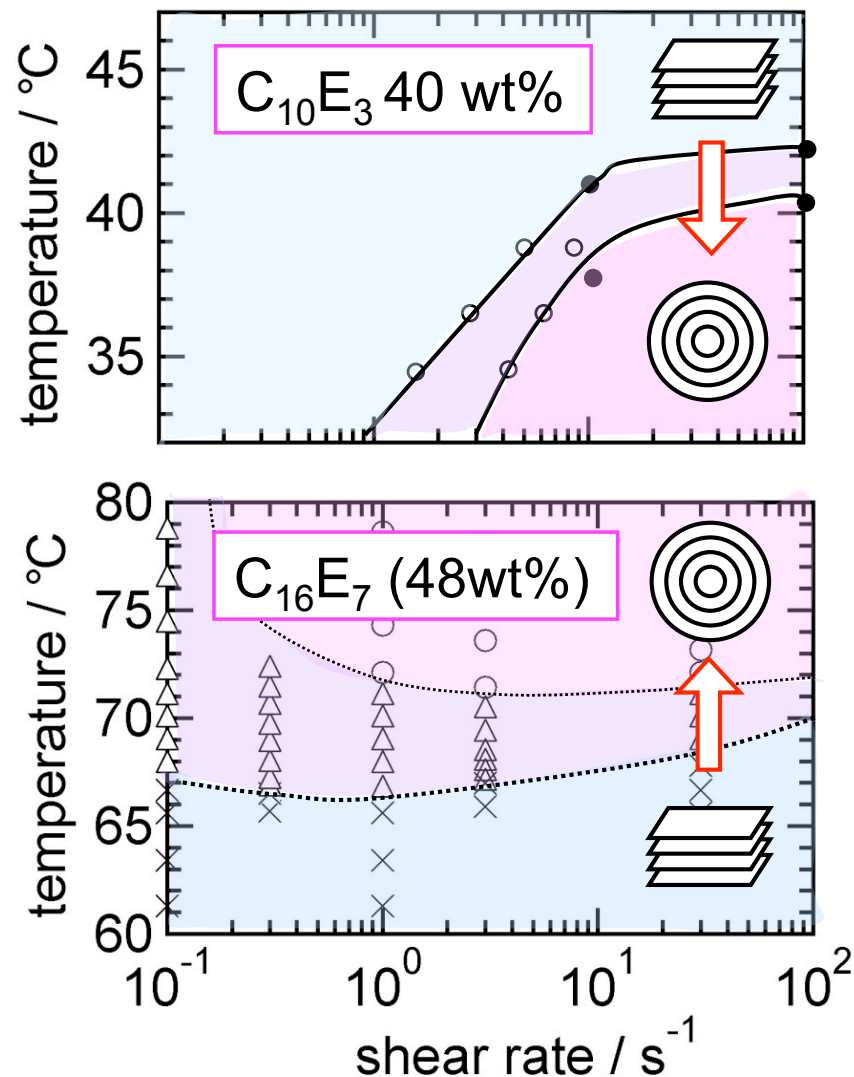 temperature / °C
45
40
35
C₁₀E₃ 40 wt%
temperature / °C
80
75
70
65
60
C₁₆E₇ (48wt%)
10⁻¹ 10⁰ 10¹ 10²
shear rate / s⁻¹